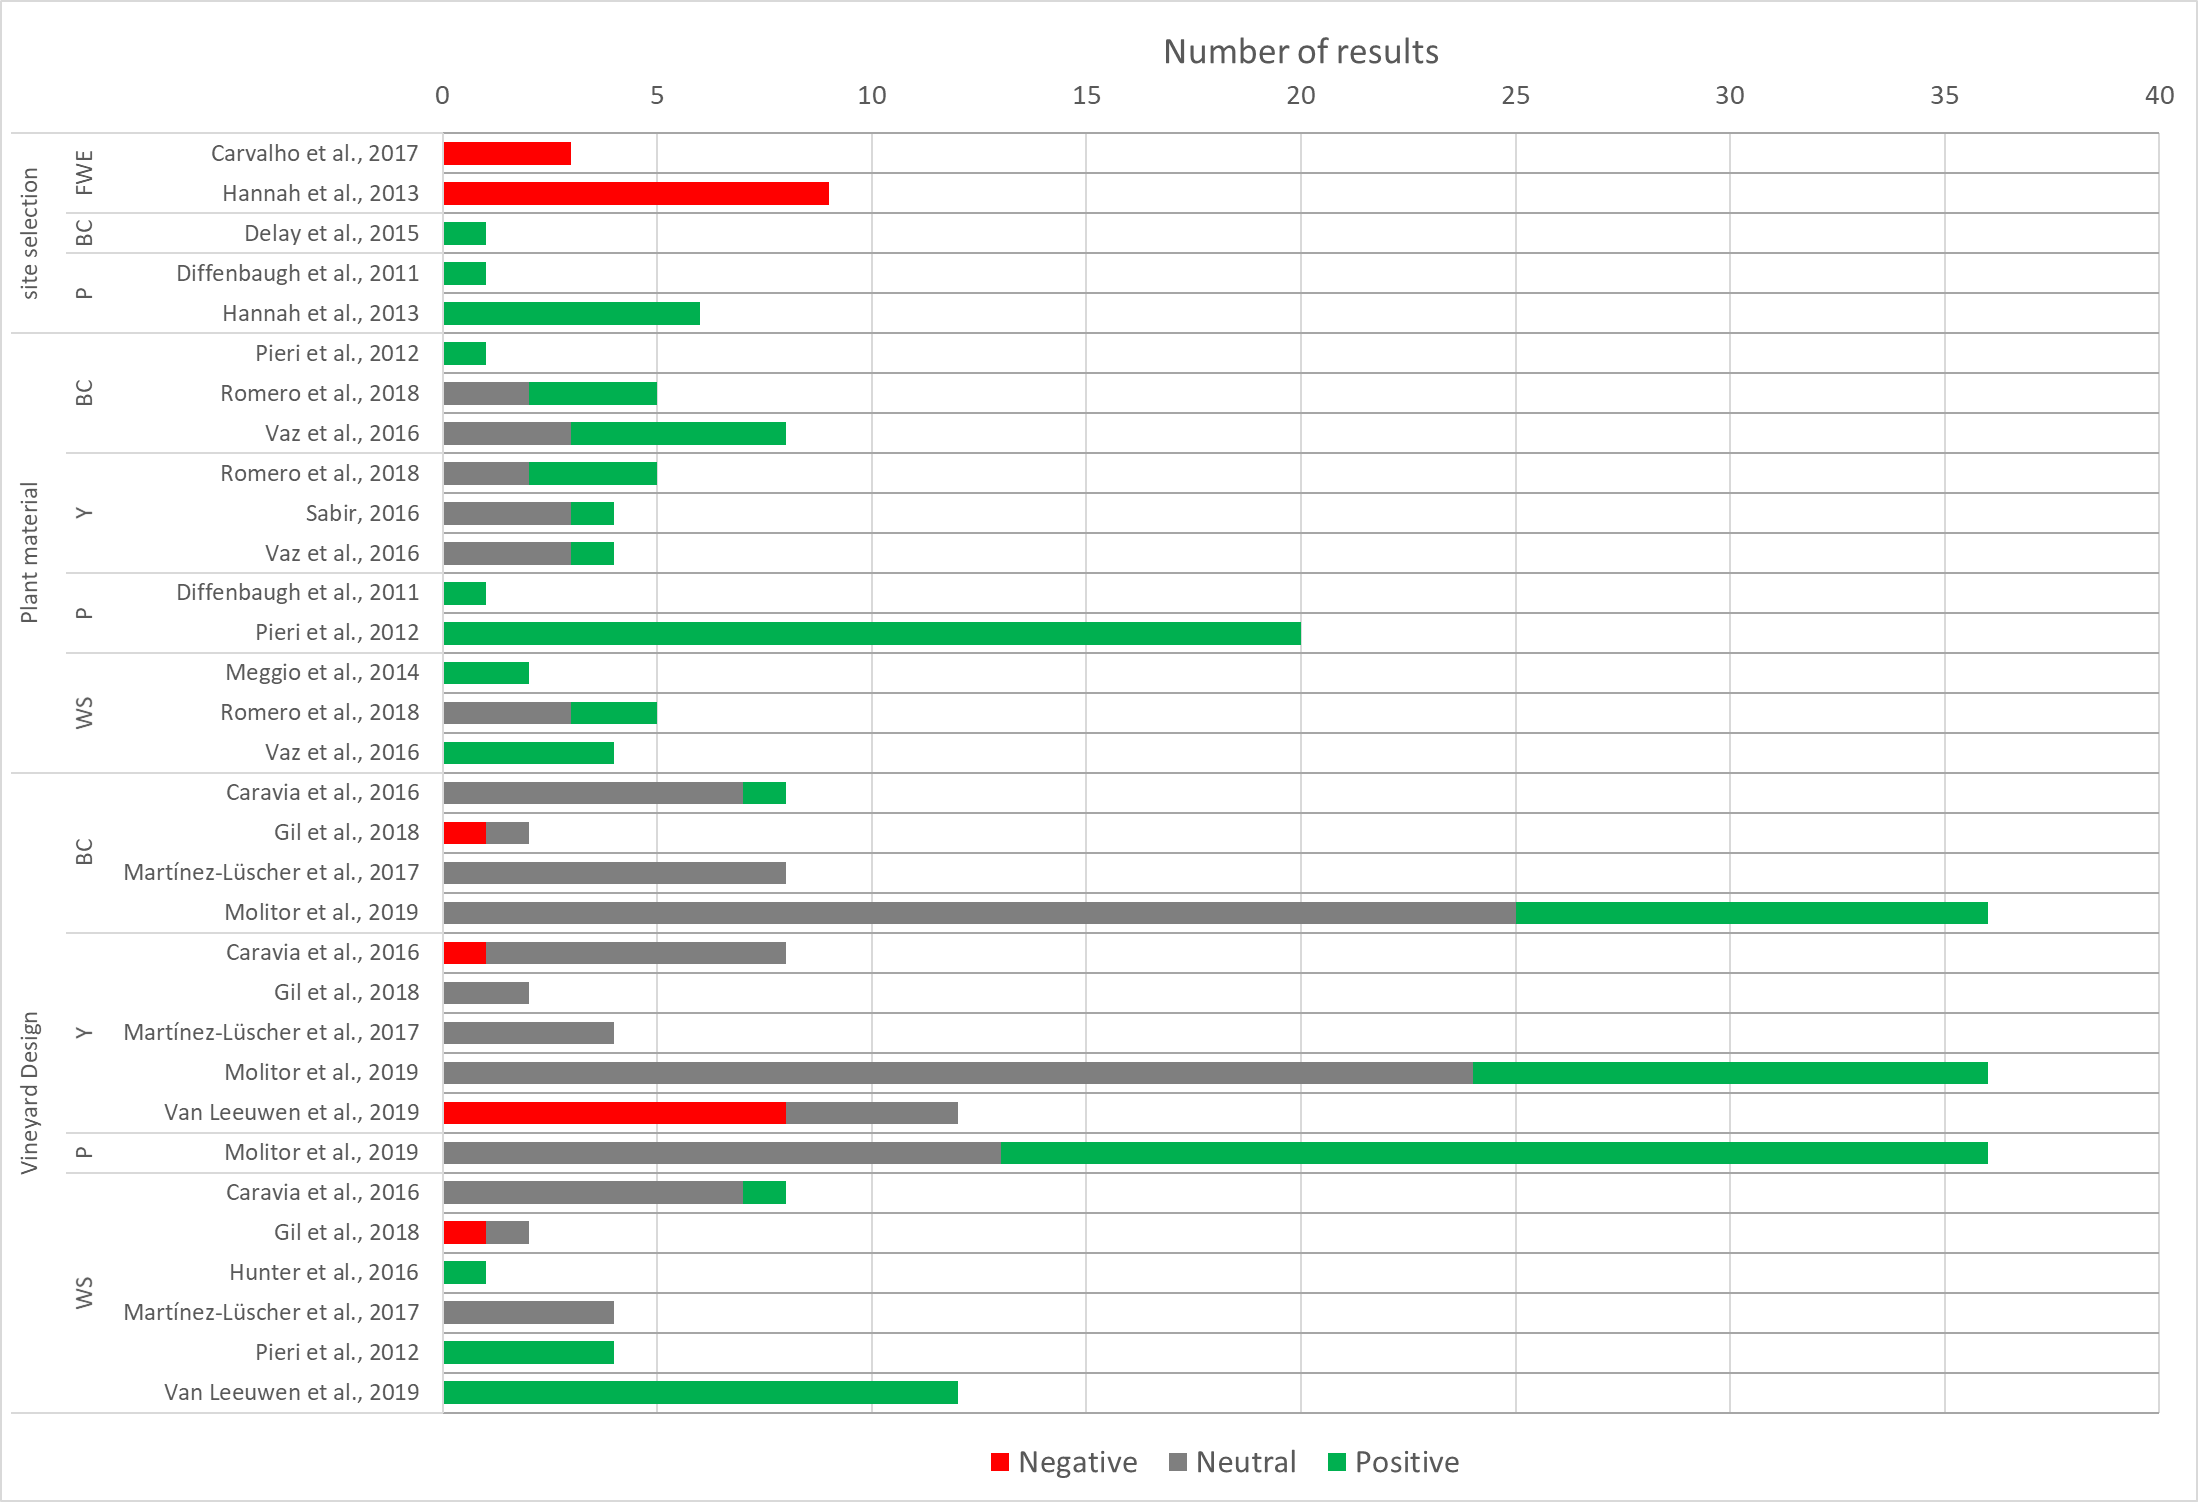 Number of results
0 5 10 15 20 25 30 35 40
site selection
FWE
Carvalho et al., 2017
Hannah et al., 2013
BC
Delay et al., 2015
P
Diffenbaugh et al., 2011
Hannah et al., 2013
Plant material
BC
Pieri et al., 2012
Romero et al., 2018
Vaz et al., 2016
Y
Romero et al., 2018
Sabir, 2016
Vaz et al., 2016
P
Diffenbaugh et al., 2011
Pieri et al., 2012
WS
Meggio et al., 2014
Romero et al., 2018
Vaz et al., 2016
Vineyard Design
BC
Caravia et al., 2016
Gil et al., 2018
Martínez-Lüscher et al., 2017
Molitor et al., 2019
Y
Caravia et al., 2016
Gil et al., 2018
Martínez-Lüscher et al., 2017
Molitor et al., 2019
Van Leeuwen et al., 2019
P
Molitor et al., 2019
WS
Caravia et al., 2016
Gil et al., 2018
Hunter et al., 2016
Martínez-Lüscher et al., 2017
Pieri et al., 2012
Van Leeuwen et al., 2019
Negative Neutral Positive